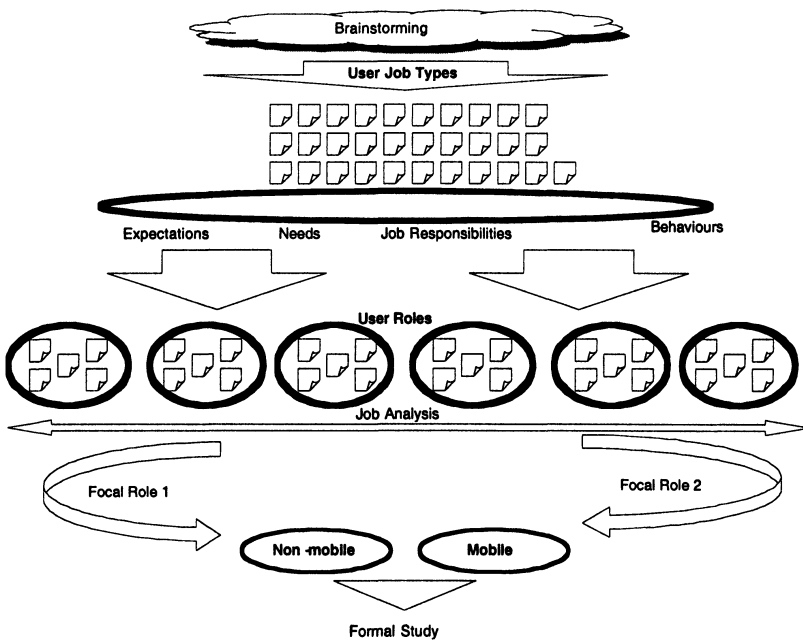 Brainstorming
User Job Types
Expectations Needs Job Responsibilities Behaviours
User Roles
Job Analysis
Focal Role 1
Focal Role 2
Non -mobile
Mobile
Formal Study